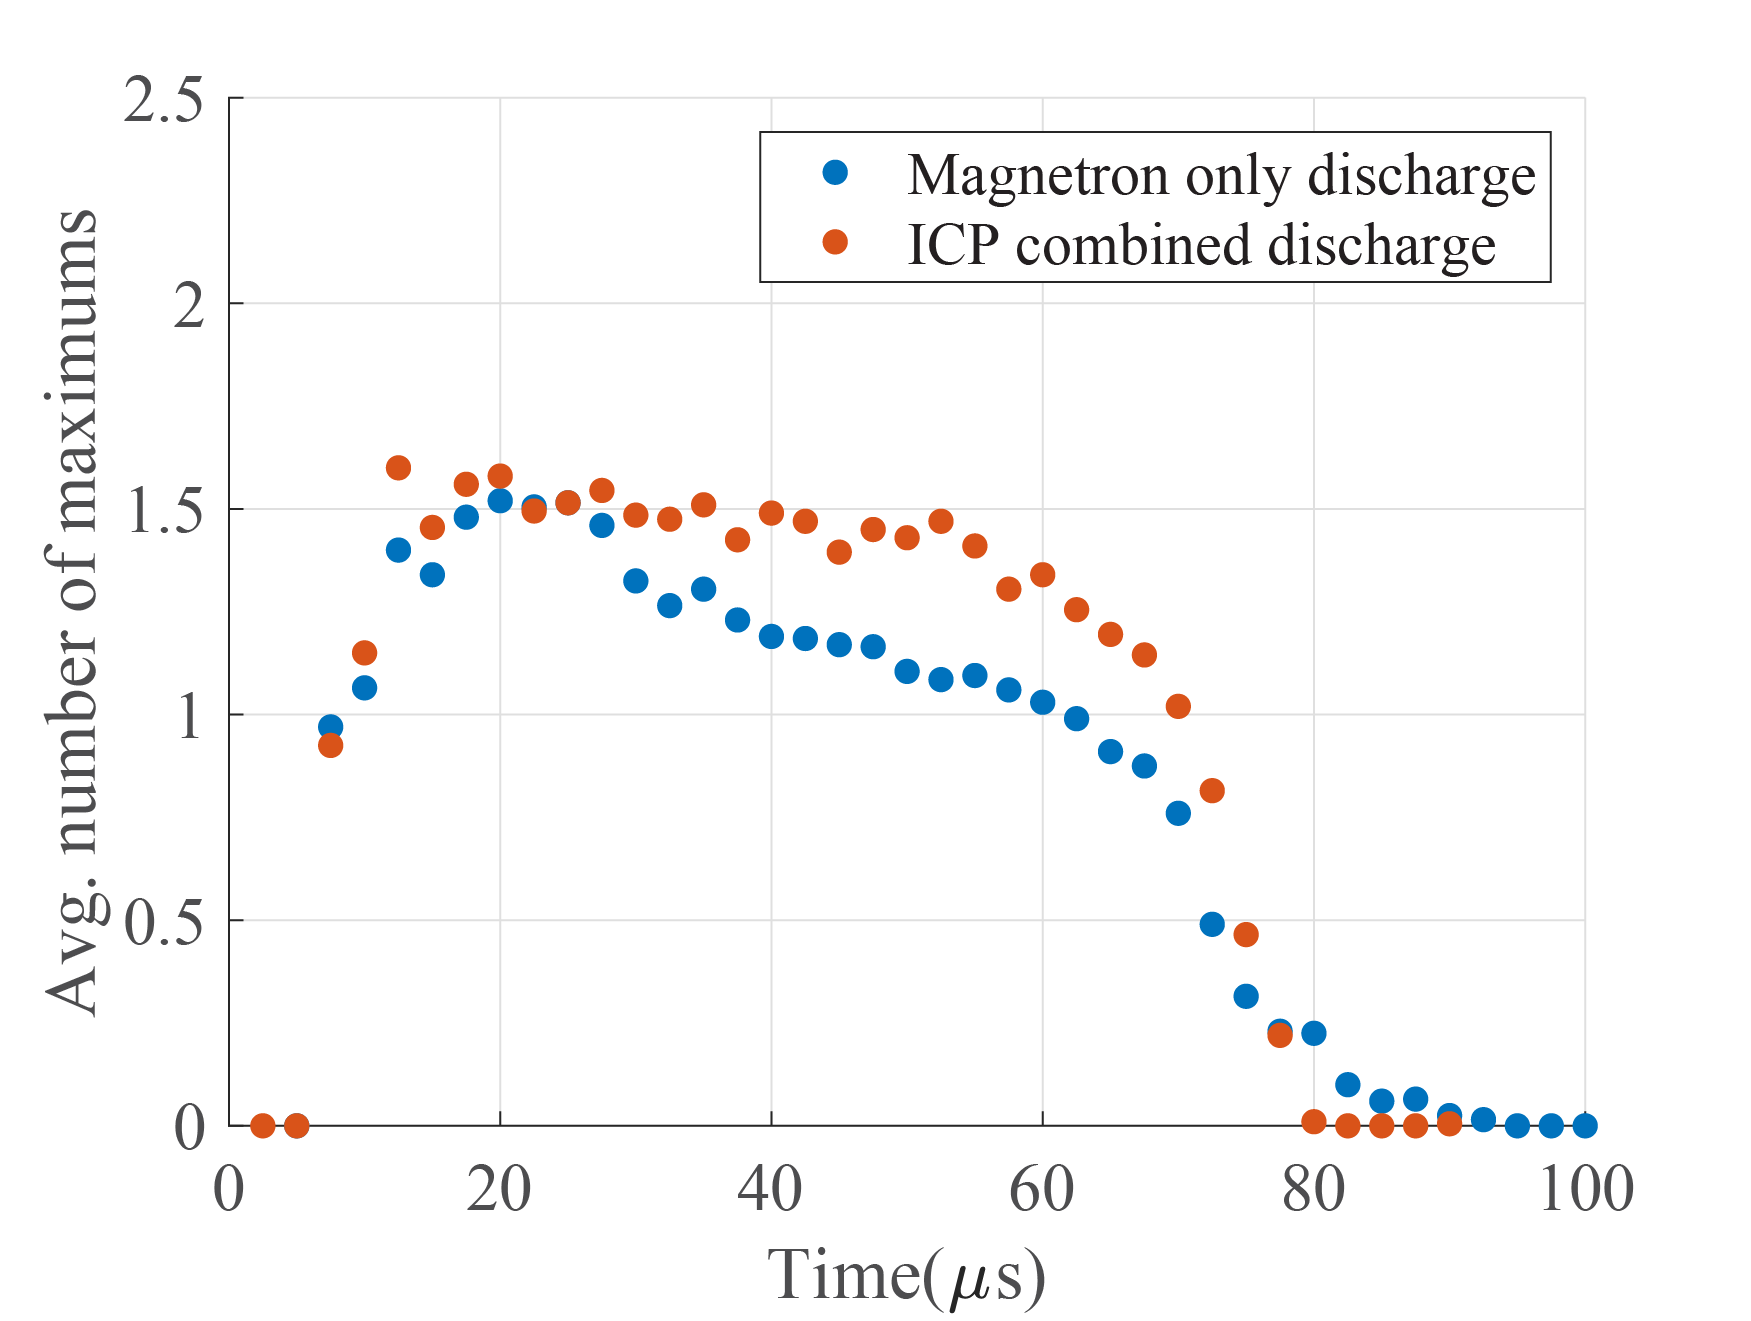 2.5
Magnetron only discharge
ICP combined discharge
2
1.5
1
0.5
0
Avg. number of maximums
0 20 40 60 80 100
Time(μs)